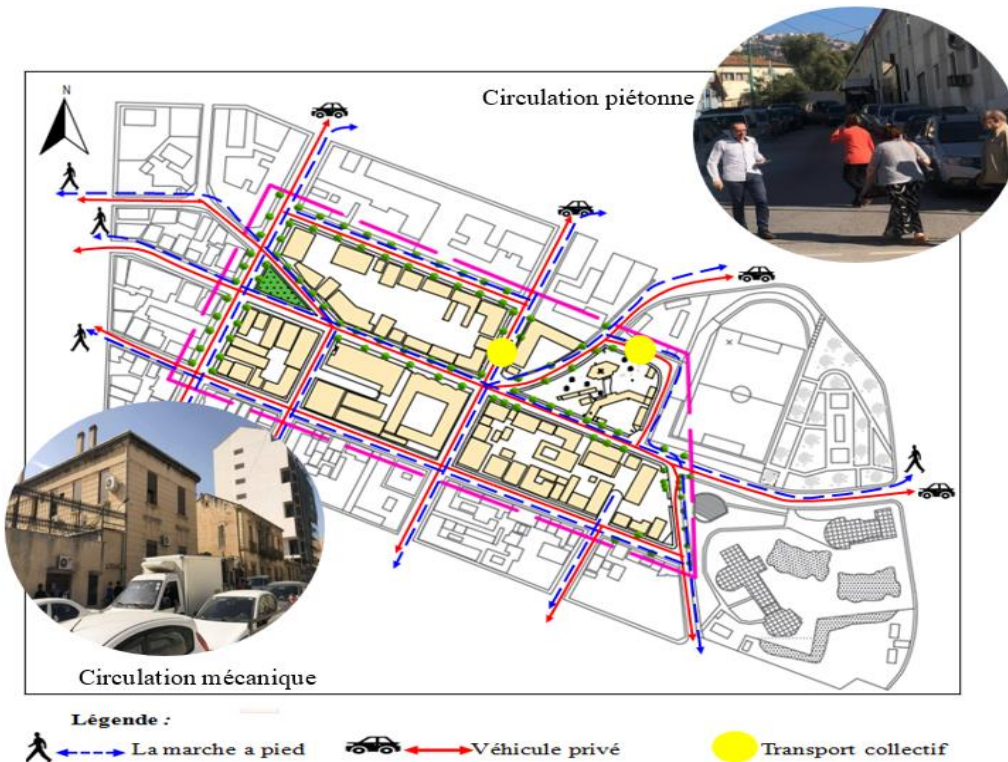 Circulation piétonne
N
Circulation mécanique
Légende :
La marche a pied
Véhicule privé
Transport collectif